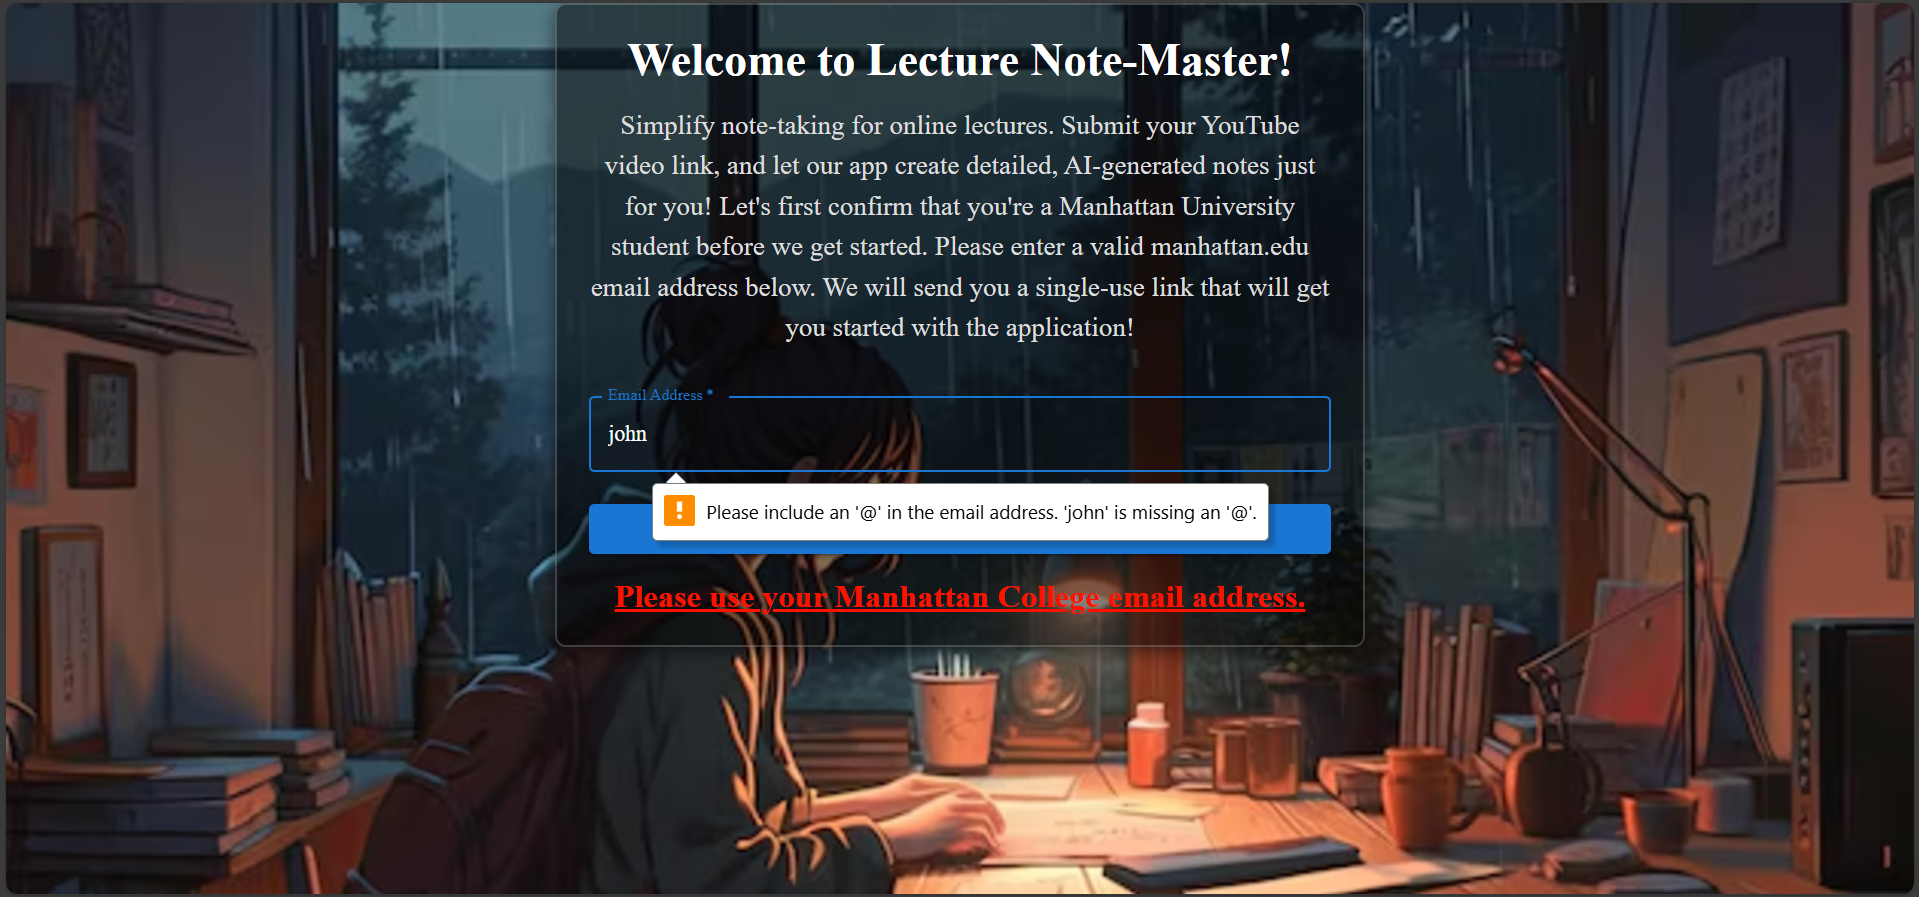 Welcome to Lecture Note-Master!
Simplify note-taking for online lectures. Submit your YouTube
video link, and let our app create detailed, AI-generated notes just
for you! Let's first confirm that you're a Manhattan University
student before we get started. Please enter a valid manhattan.edu
email address below. We will send you a single-use link that will get
you started with the application!
Email Address *
john
Please include an '@' in the email address. 'john' is missing an '@'.
Please use your Manhattan College email address.